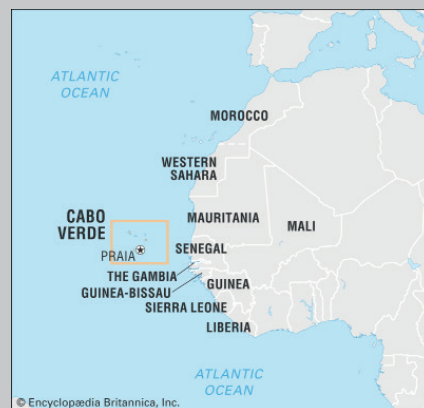 ATLANTIC
OCEAN
MOROCCO
WESTERN
SAHARA
CABO
VERDE
MAURITANIA
MALI
PRAIA
SENEGAL
THE GAMBIA
GUINEA-BISSAU
GUINEA
SIERRA LEONE
LIBERIA
ATLANTIC
OCEAN
© Encyclopædia Britannica, Inc.